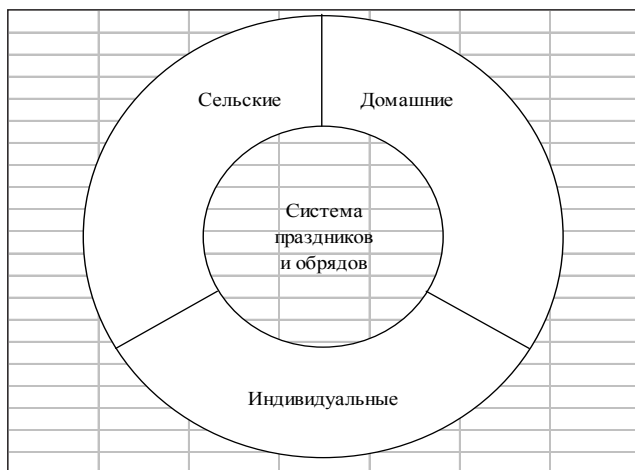 Сельские
Домашние
Система
праздников
и обрядов
Индивидуальные